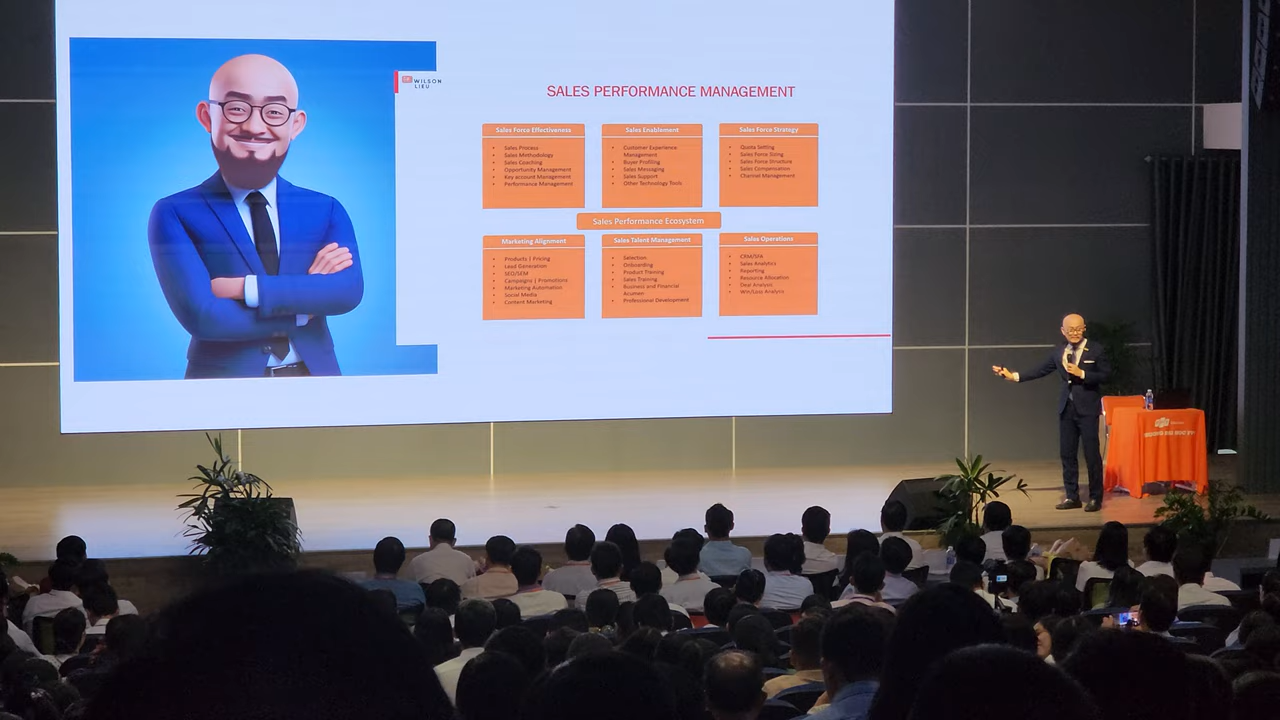 WILSON
LIEU
SALES PERFORMANCE MANAGEMENT
Sales Force Effectiveness
• Sales Process
• Sales Methodology
• Sales Coaching
• Opportunity Management
• Key account Management
• Performance Management
Sales Enablement
• Customer Experience
Management
• Buyer Profiling
• Sales Messaging
• Sales Support
• Other Technology Tools
Sales Force Strategy
• Quota Setting
• Sales Force Sizing
• Sales Force Structure
• Sales Compensation
• Channel Management
Sales Performance Ecosystem
Marketing Alignment
• Products | Pricing
• Lead Generation
• SEO/SEM
• Campaigns | Promotions
• Marketing Automation
• Social Media
• Content Marketing
Sales Talent Management
• Selection
• Onboarding
• Product Training
• Sales Training
• Business and Financial
Acumen
• Professional Development
Sales Operations
• CRM/SFA
• Sales Analytics
• Reporting
• Resource Allocation
• Deal Analysis
• Win/Loss Analysis